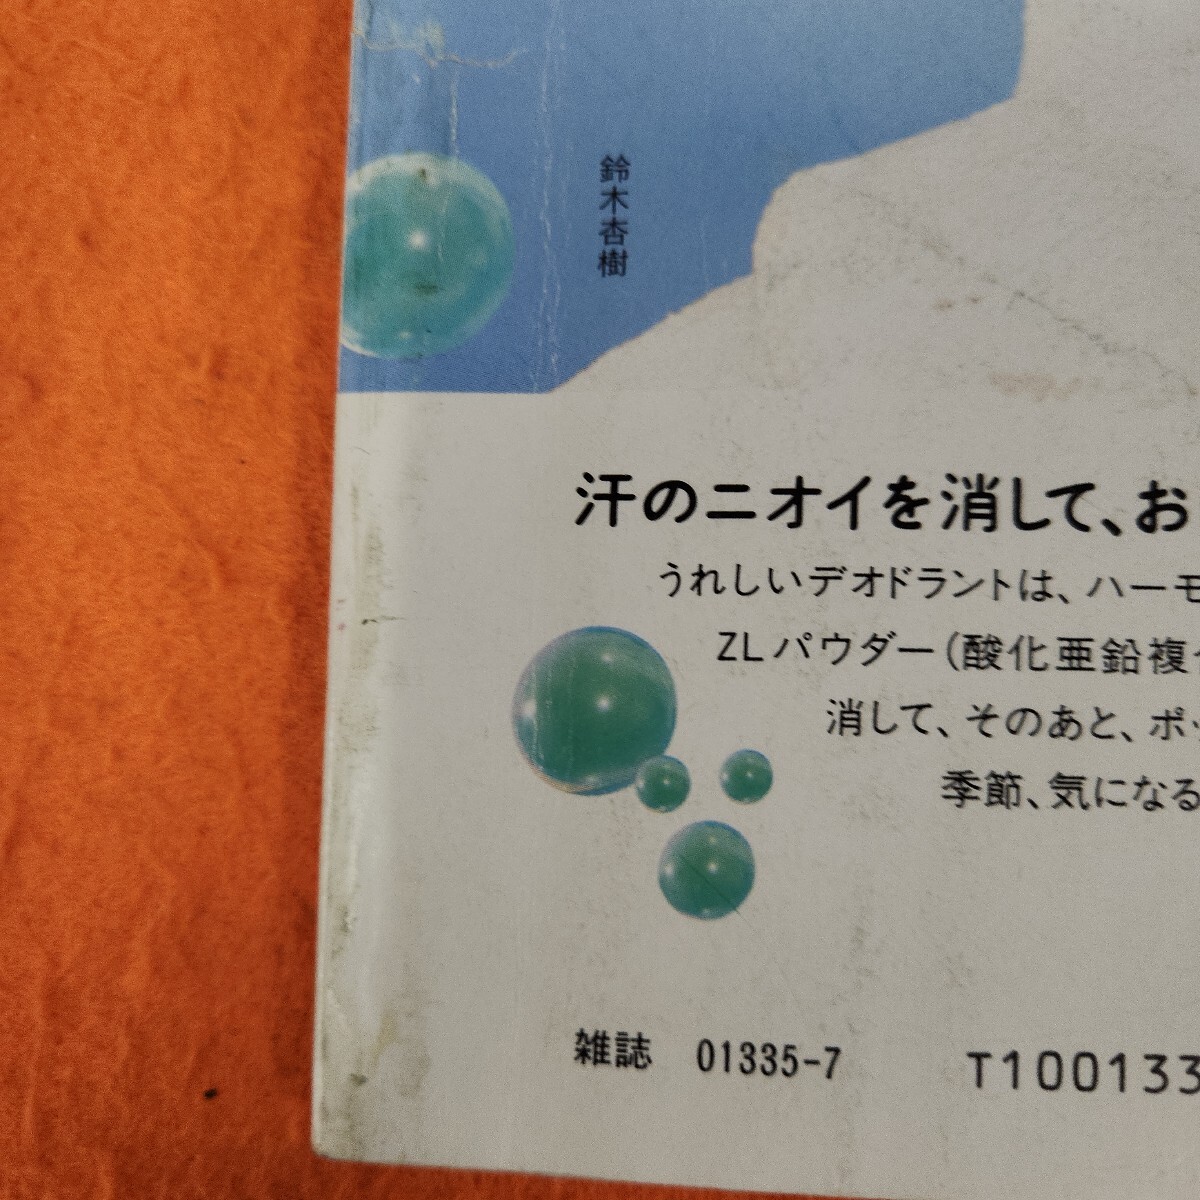 鈴木杏樹
汗のニオイを消して、お
うれしいデオドラントは、ハーモ
ZLパウダー(酸化亜鉛複
消して、そのあと、ポ
季節、気になる
雑誌 01335-7 T100133